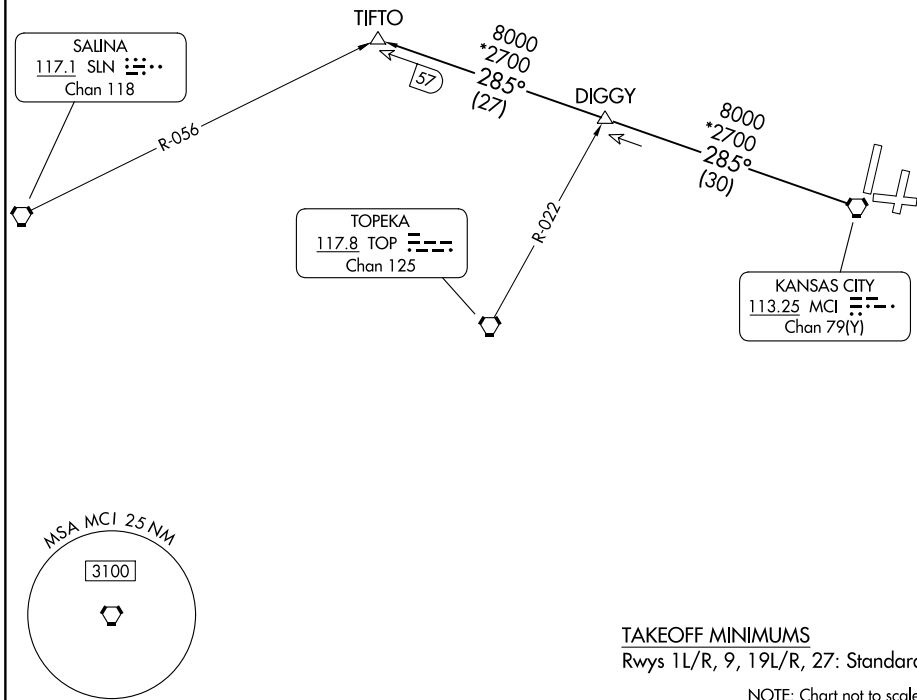 TIFTO
SALINA
117.1 SLN
Chan 118
8000
*2700
285°
(27)
57
DIGGY
8000
*2700
285°
(30)
R-056
R-022
TOPEKA
117.8 TOP
Chan 125
KANSAS CITY
113.25 MCI
Chan 79(Y)
MSA MCI 25 NM
3100
TAKEOFF MINIMUMS
Rwys 1L/R, 9, 19L/R, 27: Standard
NOTE: Chart not to scale